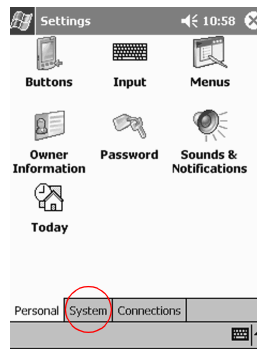 Settings 10:58
Buttons Input Menus
Owner Information Password Sounds & Notifications
Today
Personal System Connections